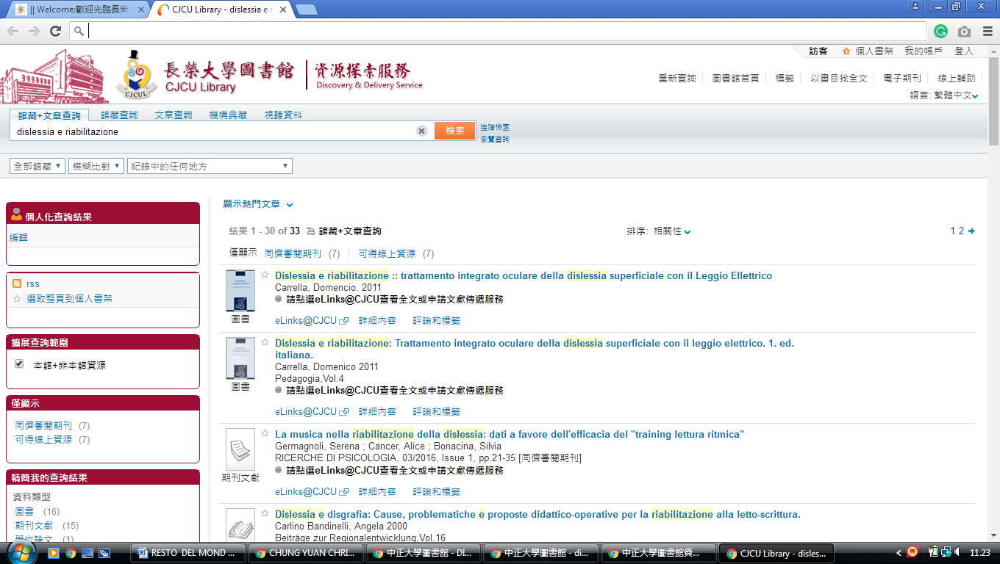 || Welcome:歡迎光臨長榮
CJCU Library - dislessia e r
訪客 個人書架 我的帳戶 登入
長榮大學圖書館 資源探索服務
CJCU Library Discovery & Delivery Service
CJCUL
重新查詢 圖書館首頁 標籤 以書目找全文 電子期刊 線上輔助
語言: 繁體中文
館藏+文章查詢 館藏查詢 文章查詢 機構典藏 視聽資料
dislessia e riabilitazione 檢索 進階檢索
瀏覽查詢
全部館藏 模糊比對 紀錄中的任何地方
個人化查詢結果
編輯
rss
選取整頁到個人書架
擴展查詢範圍
本館+非本館資源
僅顯示
同儕審閱期刊 (7)
可得線上資源 (7)
精簡我的查詢結果
資料類型
圖書 (16)
期刊文獻 (15)
學位論文 (1)
顯示熱門文章
結果 1 - 30 of 33 為 館藏+文章查詢 排序: 相關性 1 2
僅顯示 同儕審閱期刊 (7) 可得線上資源 (7)
Dislessia e riabilitazione :: trattamento integrato oculare della dislessia superficiale con il Leggio Ellettrico
Carrella, Domencio. 2011
請點選eLinks@CJCU查看全文或申請文獻傳遞服務
圖書
eLinks@CJCU 詳細內容 評論和標籤
Dislessia e riabilitazione: Trattamento integrato oculare della dislessia superficiale con il leggio elettrico. 1. ed.
italiana.
Carrella, Domenico 2011
Pedagogia,Vol.4
圖書
請點選eLinks@CJCU查看全文或申請文獻傳遞服務
eLinks@CJCU 詳細內容 評論和標籤
La musica nella riabilitazione della dislessia: dati a favore dell'efficacia del "training lettura ritmica"
Germagnoli, Serena ; Cancer, Alice ; Bonacina, Silvia
RICERCHE DI PSICOLOGIA, 03/2016, Issue 1, pp.21-35 [同儕審閱期刊]
請點選eLinks@CJCU查看全文或申請文獻傳遞服務
期刊文獻
eLinks@CJCU 詳細內容 評論和標籤
Dislessia e disgrafia: Cause, problematiche e proposte didattico-operative per la riabilitazione alla letto-scrittura.
Carlino Bandinelli, Angela 2000
Beiträge zur Regionalentwicklung,Vol.16
RESTO DEL MOND ... CHUNG YUAN CHRI... 中正大學圖書館 - DI... 中正大學圖書館 - di... 中正大學圖書館資... CJCU Library - disles... 11.23